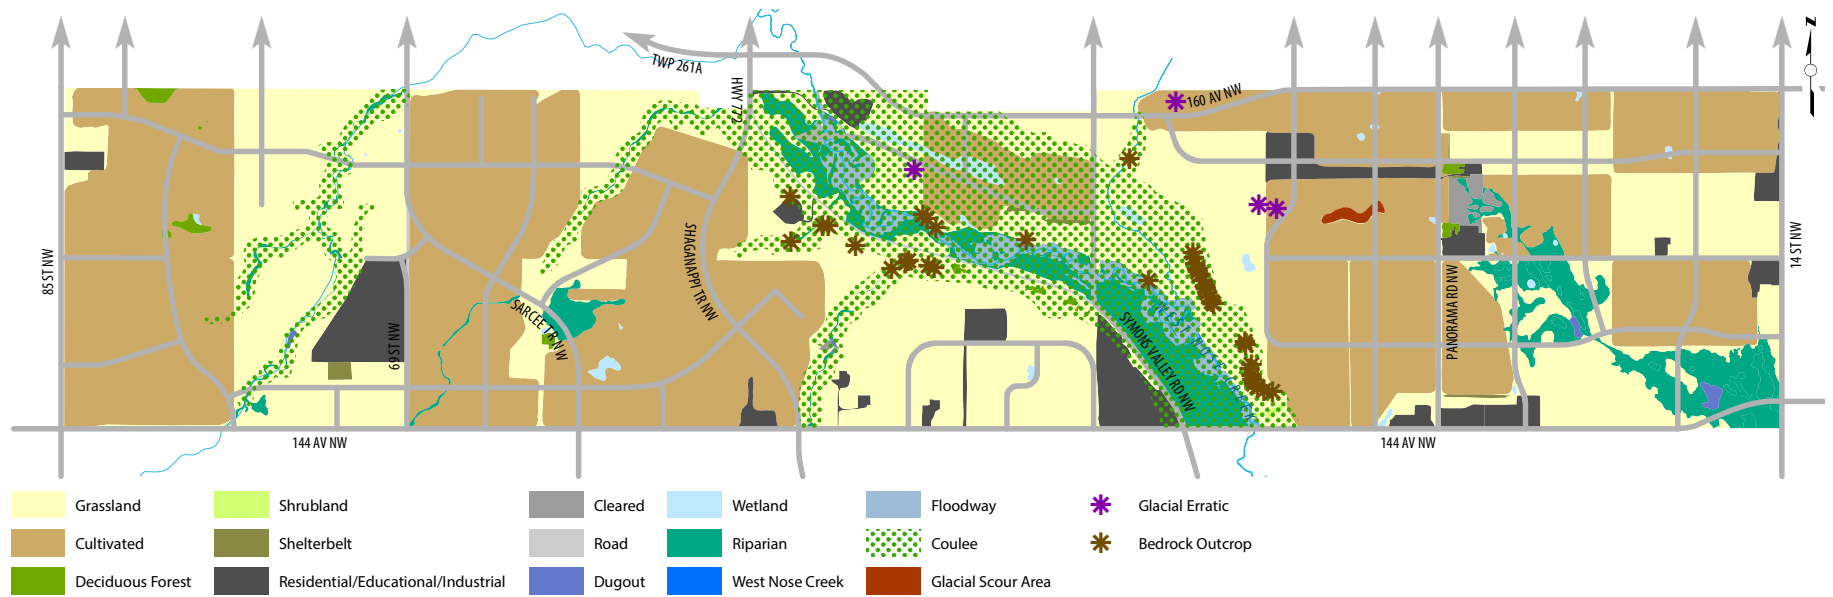 N
TWP 261A
HWY 772
160 AV NW
85 ST NW
69 ST NW
SARCEE TR NW
SHAGANAPPI TR NW
SYMONS VALLEY RD NW
PANORAMA RD NW
14 ST NW
144 AV NW
144 AV NW
Grassland
Shrubland
Cleared
Wetland
Floodway
Glacial Erratic
Cultivated
Shelterbelt
Road
Riparian
Coulee
Bedrock Outcrop
Deciduous Forest
Residential/Educational/Industrial
Dugout
West Nose Creek
Glacial Scour Area